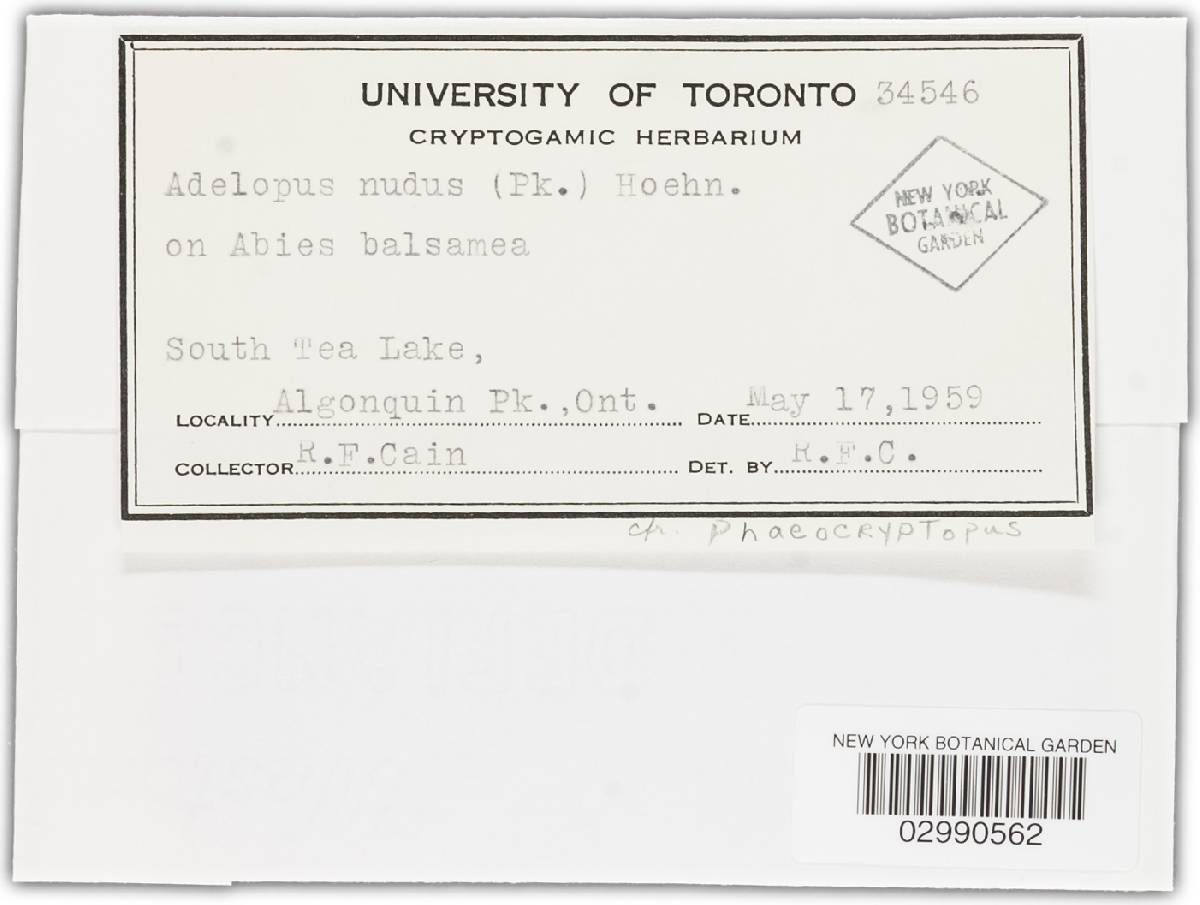 UNIVERSITY OF TORONTO 34546
CRYPTOGAMIC HERBARIUM
Adelopus nudus (Pk.) Hoehn.
on Abies balsamea
NEW YORK
BOTANICAL
GARDEN
South Tea Lake,
LOCALITY Algonquin Pk.,Ont. DATE May 17,1959
COLLECTOR R.F.Cain DET. BY R.F.C.
cfr. Phaeocryptopus
NEW YORK BOTANICAL GARDEN
02990562